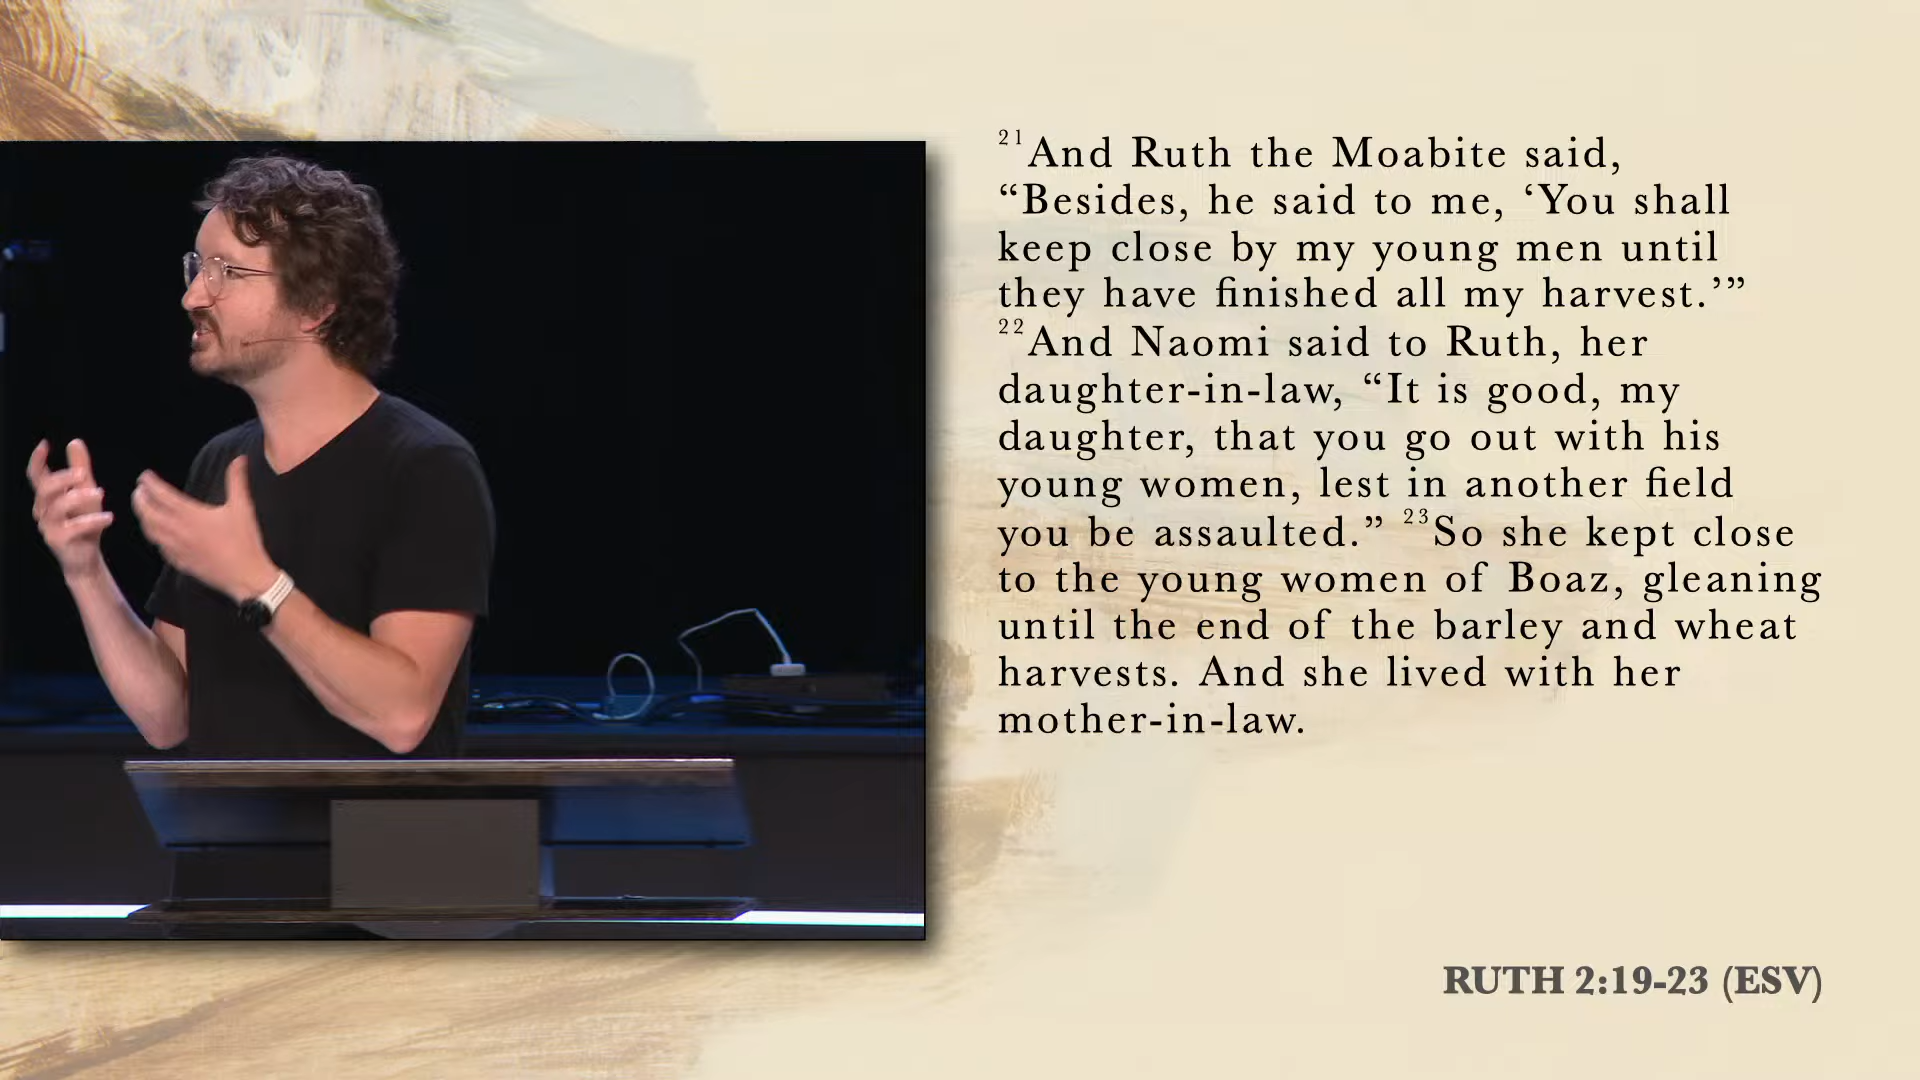 21And Ruth the Moabite said,
“Besides, he said to me, ‘You shall
keep close by my young men until
they have finished all my harvest.’”
22And Naomi said to Ruth, her
daughter-in-law, “It is good, my
daughter, that you go out with his
young women, lest in another field
you be assaulted.” 23So she kept close
to the young women of Boaz, gleaning
until the end of the barley and wheat
harvests. And she lived with her
mother-in-law.
RUTH 2:19-23 (ESV)